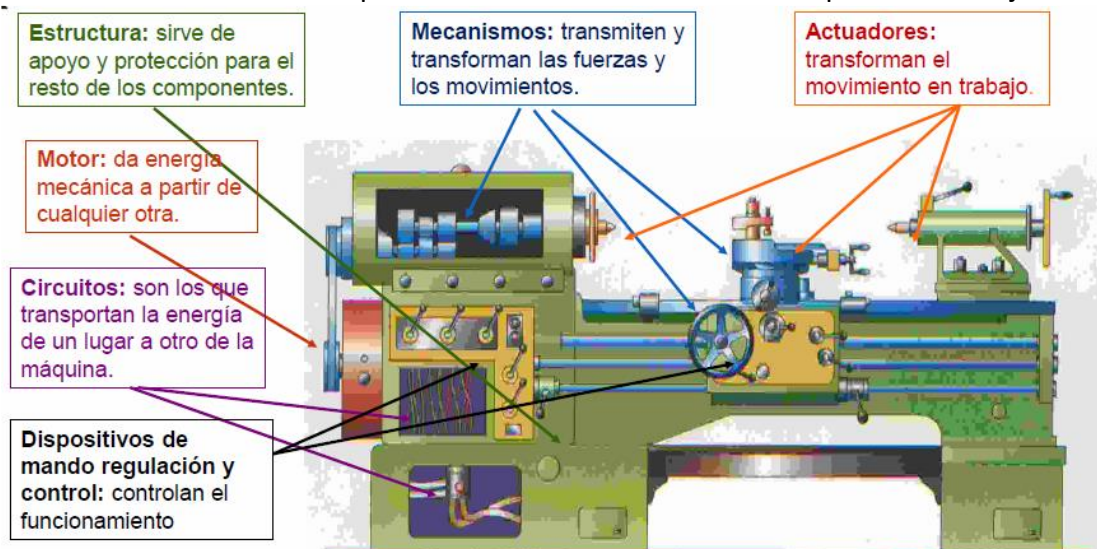 Estructura: sirve de
apoyo y protección para el
resto de los componentes.
Mecanismos: transmiten y
transforman las fuerzas y
los movimientos.
Actuadores:
transforman el
movimiento en trabajo.
Motor: da energía
mecánica a partir de
cualquier otra.
Circuitos: son los que
transportan la energía
de un lugar a otro de la
máquina.
Dispositivos de
mando regulación y
control: controlan el
funcionamiento